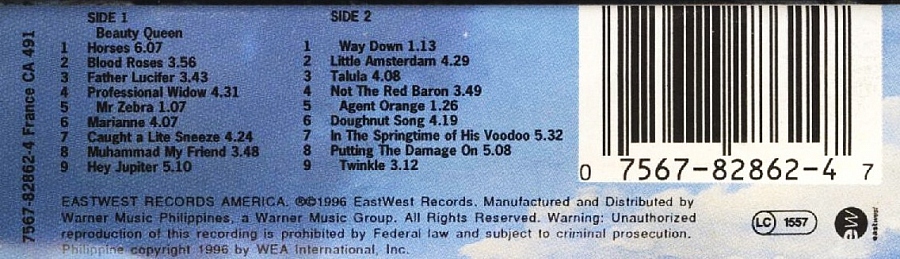 7567-82862-4 France CA 491
SIDE 1
Beauty Queen
1 Horses 6.07
2 Blood Roses 3.56
3 Father Lucifer 3.43
4 Professional Widow 4.31
5 Mr Zebra 1.07
6 Marianne 4.07
7 Caught a Lite Sneeze 4.24
8 Muhammad My Friend 3.48
9 Hey Jupiter 5.10
SIDE 2
1 Way Down 1.13
2 Little Amsterdam 4.29
3 Talula 4.08
4 Not The Red Baron 3.49
5 Agent Orange 1.26
6 Doughnut Song 4.19
7 In The Springtime of His Voodoo 5.32
8 Putting The Damage On 5.08
9 Twinkle 3.12
0 7567-82862-4 7
EASTWEST RECORDS AMERICA. ℗©1996 EastWest Records. Manufactured and Distributed by
Warner Music Philippines, a Warner Music Group. All Rights Reserved. Warning: Unauthorized
reproduction of this recording is prohibited by Federal law and subject to criminal prosecution.
Philippine copyright 1996 by WEA International, Inc.
LC 1557
ew
eastwest